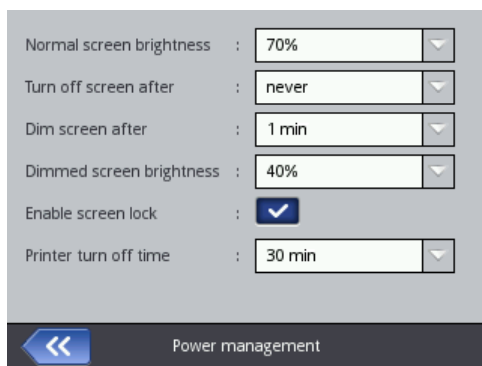 Normal screen brightness : 70%
Turn off screen after : never
Dim screen after : 1 min
Dimmed screen brightness : 40%
Enable screen lock :
Printer turn off time : 30 min
Power management